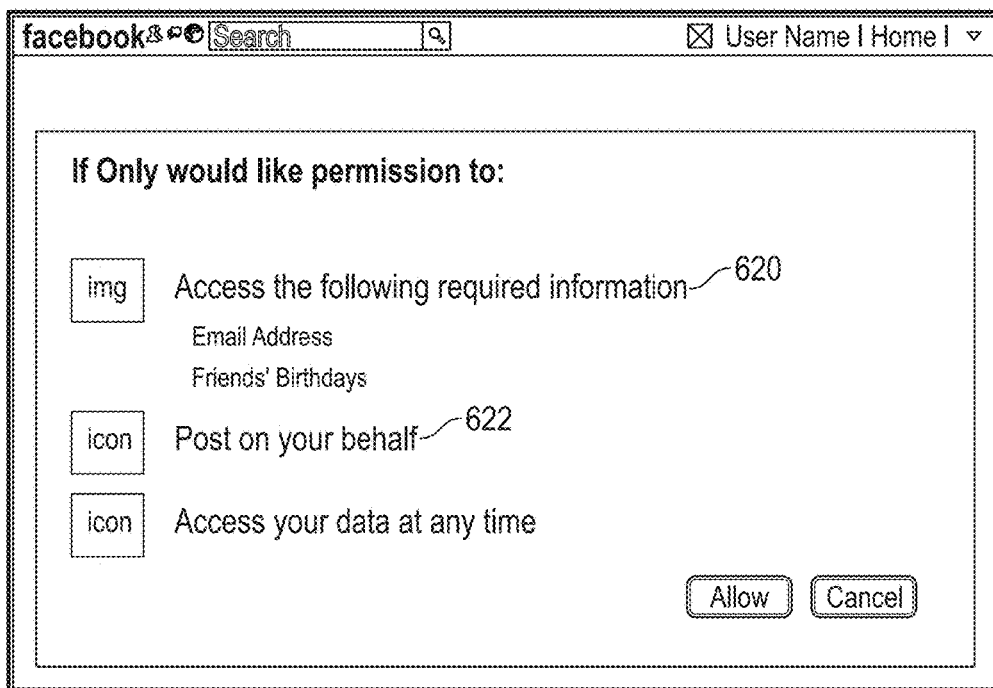 facebook Search User Name | Home |
If Only would like permission to:
img Access the following required information 620
Email Address
Friends' Birthdays
icon Post on your behalf 622
icon Access your data at any time
Allow Cancel